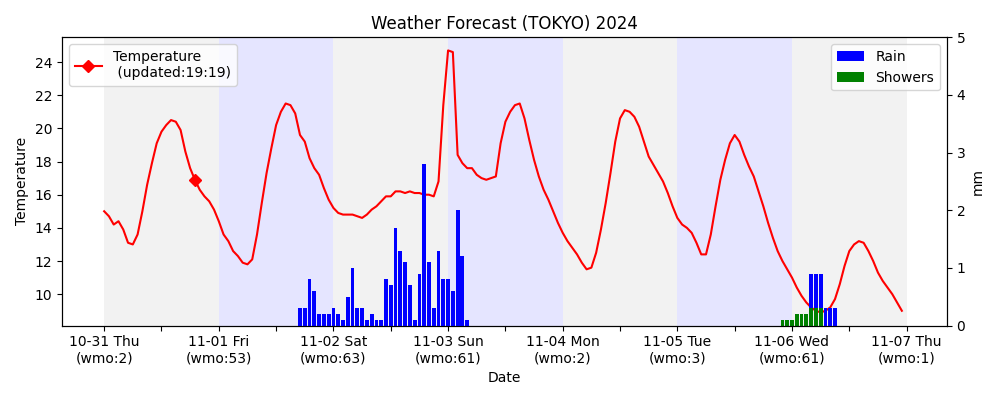 Weather Forecast (TOKYO) 2024
Temperature
(updated:19:19)
Rain
Showers
Temperature
24
22
20
18
16
14
12
10
5
4
3
2
1
0
mm
10-31 Thu
(wmo:2)
11-01 Fri
(wmo:53)
11-02 Sat
(wmo:63)
11-03 Sun
(wmo:61)
11-04 Mon
(wmo:2)
11-05 Tue
(wmo:3)
11-06 Wed
(wmo:61)
11-07 Thu
(wmo:1)
Date